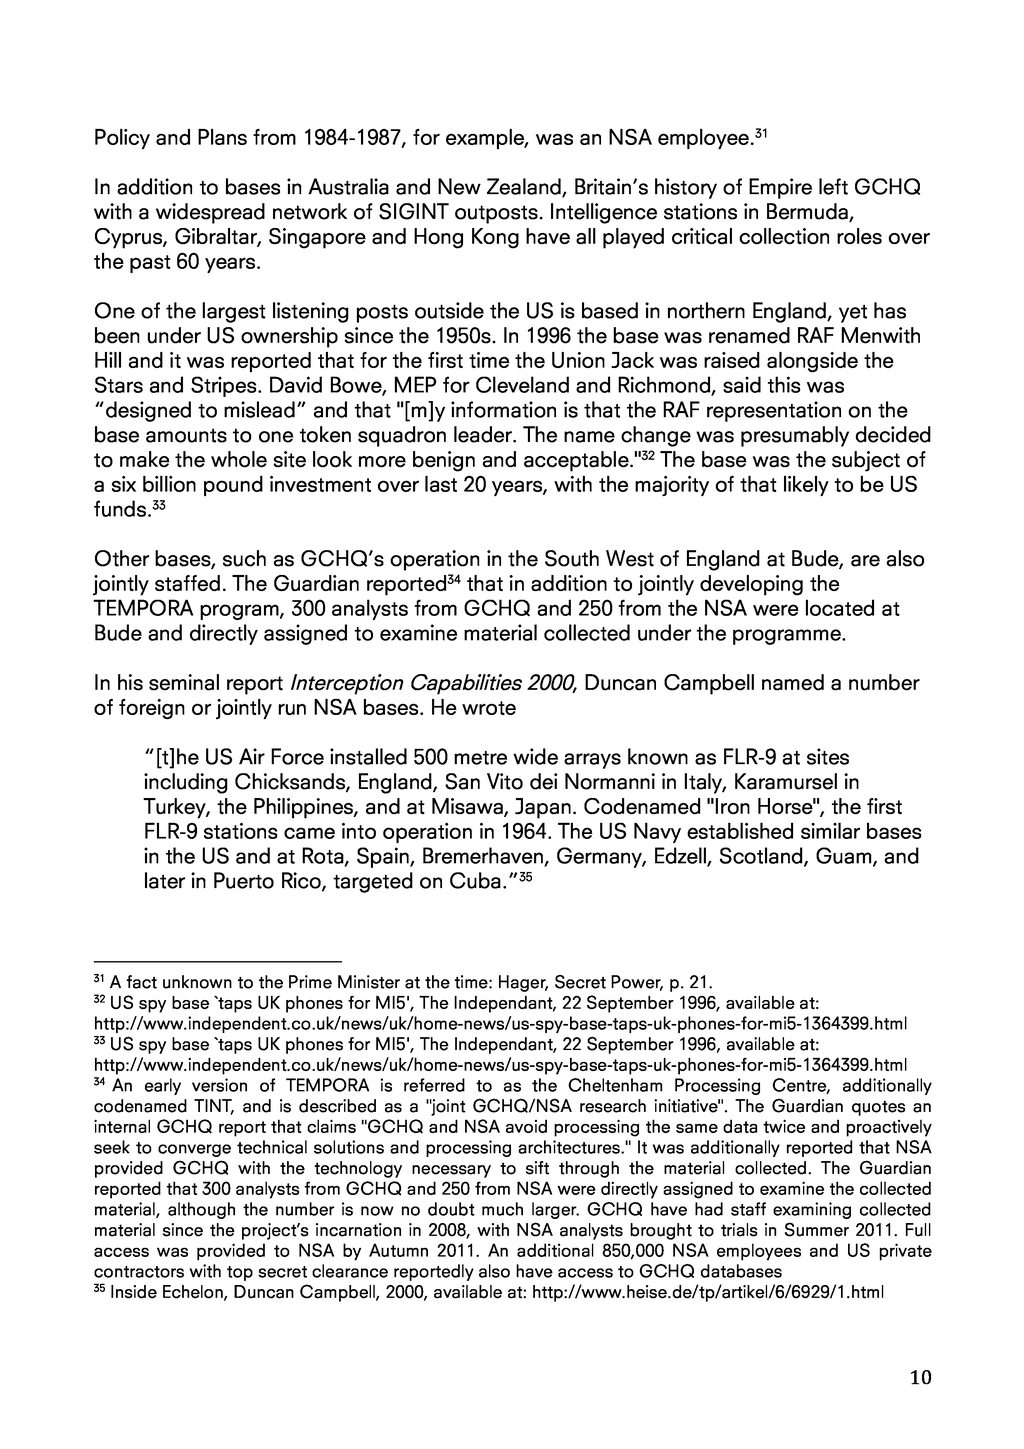 Policy and Plans from 1984-1987, for example, was an NSA employee.31
In addition to bases in Australia and New Zealand, Britain’s history of Empire left GCHQ
with a widespread network of SIGINT outposts. Intelligence stations in Bermuda,
Cyprus, Gibraltar, Singapore and Hong Kong have all played critical collection roles over
the past 60 years.
One of the largest listening posts outside the US is based in northern England, yet has
been under US ownership since the 1950s. In 1996 the base was renamed RAF Menwith
Hill and it was reported that for the first time the Union Jack was raised alongside the
Stars and Stripes. David Bowe, MEP for Cleveland and Richmond, said this was
“designed to mislead” and that "[m]y information is that the RAF representation on the
base amounts to one token squadron leader. The name change was presumably decided
to make the whole site look more benign and acceptable."32 The base was the subject of
a six billion pound investment over last 20 years, with the majority of that likely to be US
funds.33
Other bases, such as GCHQ’s operation in the South West of England at Bude, are also
jointly staffed. The Guardian reported34 that in addition to jointly developing the
TEMPORA program, 300 analysts from GCHQ and 250 from the NSA were located at
Bude and directly assigned to examine material collected under the programme.
In his seminal report Interception Capabilities 2000, Duncan Campbell named a number
of foreign or jointly run NSA bases. He wrote
“[t]he US Air Force installed 500 metre wide arrays known as FLR-9 at sites
including Chicksands, England, San Vito dei Normanni in Italy, Karamursel in
Turkey, the Philippines, and at Misawa, Japan. Codenamed "Iron Horse", the first
FLR-9 stations came into operation in 1964. The US Navy established similar bases
in the US and at Rota, Spain, Bremerhaven, Germany, Edzell, Scotland, Guam, and
later in Puerto Rico, targeted on Cuba.”35
31 A fact unknown to the Prime Minister at the time: Hager, Secret Power, p. 21.
32 US spy base `taps UK phones for MI5', The Independant, 22 September 1996, available at:
http://www.independent.co.uk/news/uk/home-news/us-spy-base-taps-uk-phones-for-mi5-1364399.html
33 US spy base `taps UK phones for MI5', The Independant, 22 September 1996, available at:
http://www.independent.co.uk/news/uk/home-news/us-spy-base-taps-uk-phones-for-mi5-1364399.html
34 An early version of TEMPORA is referred to as the Cheltenham Processing Centre, additionally
codenamed TINT, and is described as a "joint GCHQ/NSA research initiative". The Guardian quotes an
internal GCHQ report that claims "GCHQ and NSA avoid processing the same data twice and proactively
seek to converge technical solutions and processing architectures." It was additionally reported that NSA
provided GCHQ with the technology necessary to sift through the material collected. The Guardian
reported that 300 analysts from GCHQ and 250 from NSA were directly assigned to examine the collected
material, although the number is now no doubt much larger. GCHQ have had staff examining collected
material since the project’s incarnation in 2008, with NSA analysts brought to trials in Summer 2011. Full
access was provided to NSA by Autumn 2011. An additional 850,000 NSA employees and US private
contractors with top secret clearance reportedly also have access to GCHQ databases
35 Inside Echelon, Duncan Campbell, 2000, available at: http://www.heise.de/tp/artikel/6/6929/1.html
10